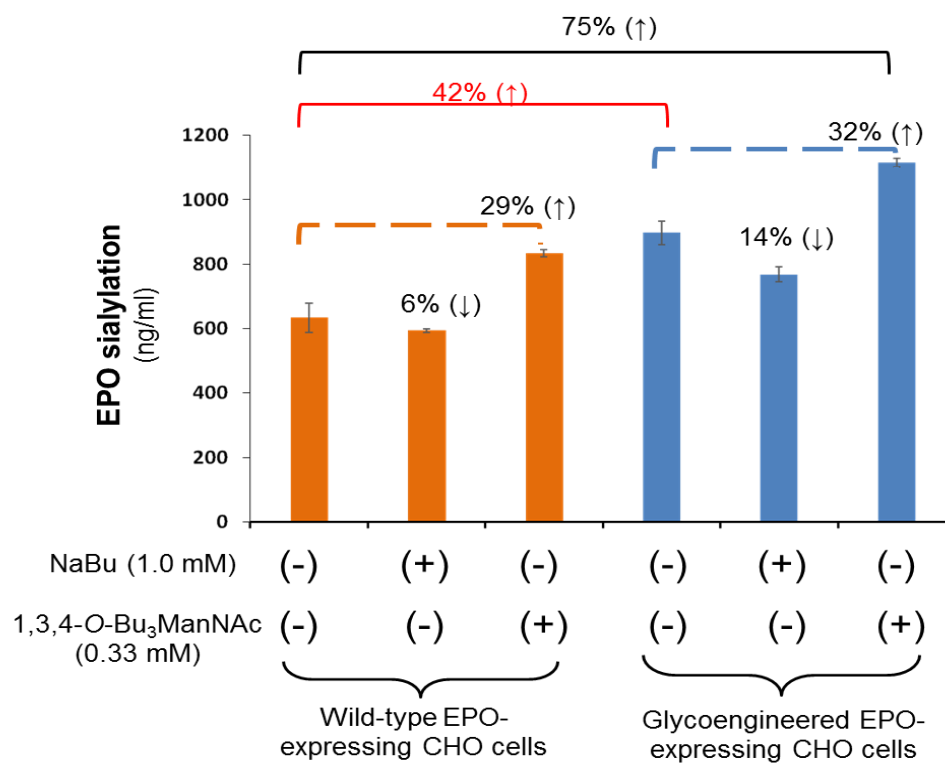 75% (↑)
42% (↑)
32% (↑)
29% (↑)
14% (↓)
6% (↓)
EPO sialylation
(ng/ml)
1200
1000
800
600
400
200
0
NaBu (1.0 mM) (-) (+) (-) (-) (+) (-)
1,3,4-O-Bu₃ManNAc (-) (-) (+) (-) (-) (+)
(0.33 mM)
Wild-type EPO-
expressing CHO cells
Glycoengineered EPO-
expressing CHO cells